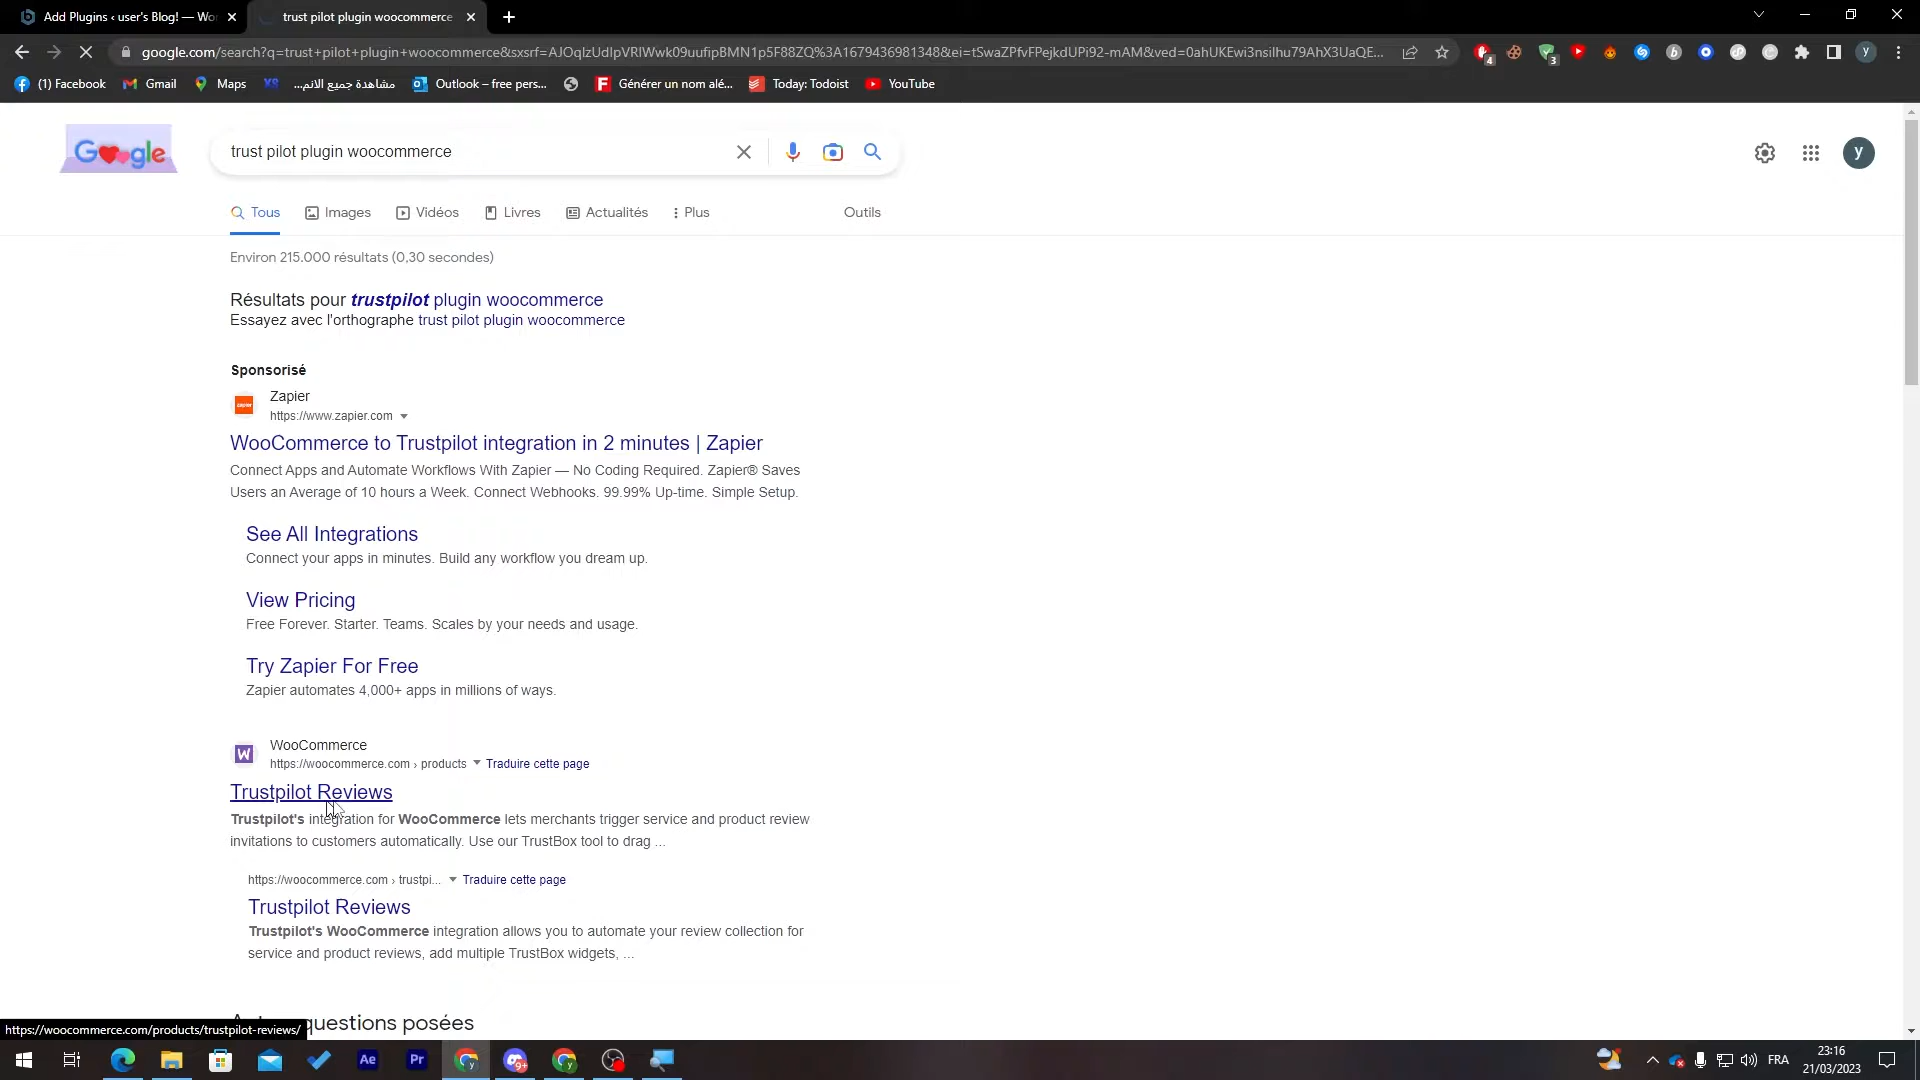 Add Plugins ‹ user's Blog! — Wo
trust pilot plugin woocommerce
google.com/search?q=trust+pilot+plugin+woocommerce&sxsrf=AJOqlzUdIpVRIWwk09uufipBMN1p5F88ZQ%3A1679436981348&ei=tSwaZPfvFPejkdUPi92-mAM&ved=0ahUKEwi3nsilhu79AhX3UaQE...
4
3
y
(1) Facebook
Gmail
Maps
مشاهدة جميع الانم...
Outlook – free pers...
Générer un nom alé...
Today: Todoist
YouTube
Google
trust pilot plugin woocommerce
y
Tous
Images
Vidéos
Livres
Actualités
Plus
Outils
Environ 215.000 résultats (0,30 secondes)
Résultats pour trustpilot plugin woocommerce
Essayez avec l'orthographe trust pilot plugin woocommerce
Sponsorisé
Zapier
https://www.zapier.com
WooCommerce to Trustpilot integration in 2 minutes | Zapier
Connect Apps and Automate Workflows With Zapier — No Coding Required. Zapier® Saves
Users an Average of 10 hours a Week. Connect Webhooks. 99.99% Up-time. Simple Setup.
See All Integrations
Connect your apps in minutes. Build any workflow you dream up.
View Pricing
Free Forever. Starter. Teams. Scales by your needs and usage.
Try Zapier For Free
Zapier automates 4,000+ apps in millions of ways.
WooCommerce
https://woocommerce.com › products Traduire cette page
Trustpilot Reviews
Trustpilot's integration for WooCommerce lets merchants trigger service and product review
invitations to customers automatically. Use our TrustBox tool to drag ...
https://woocommerce.com › trustpi... Traduire cette page
Trustpilot Reviews
Trustpilot's WooCommerce integration allows you to automate your review collection for
service and product reviews, add multiple TrustBox widgets, ...
questions posées
https://woocommerce.com/products/trustpilot-reviews/
Ae
Pr
9+
FRA
23:16
21/03/2023